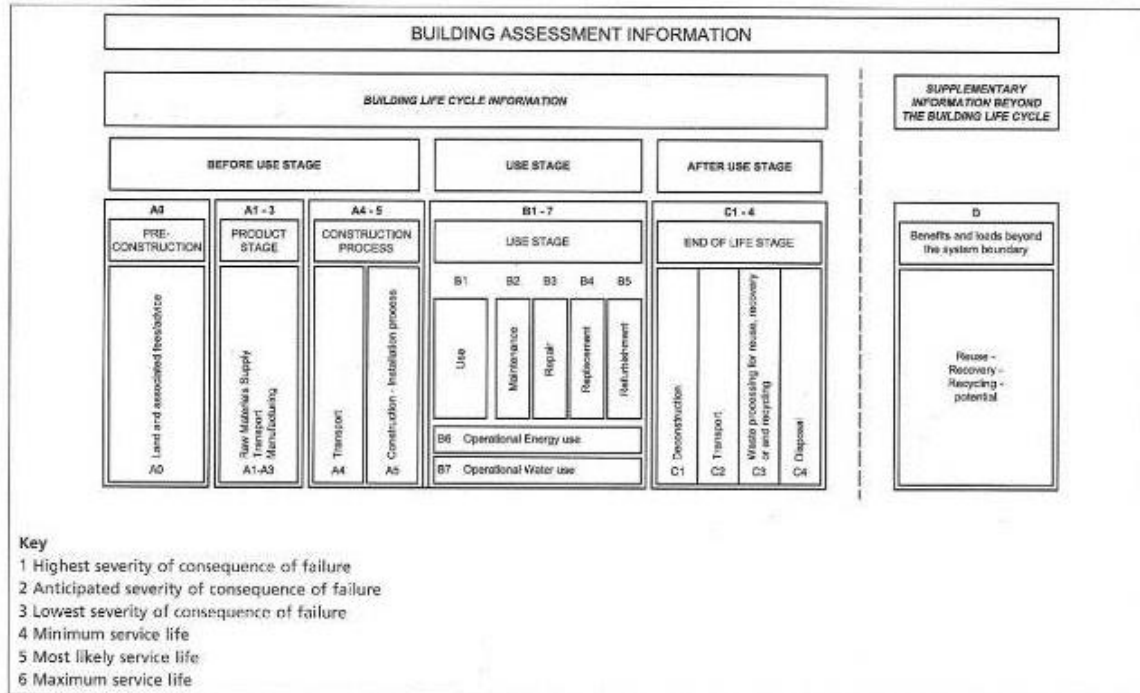 BUILDING ASSESSMENT INFORMATION
BUILDING LIFE CYCLE INFORMATION
SUPPLEMENTARY
INFORMATION BEYOND
THE BUILDING LIFE CYCLE
BEFORE USE STAGE
USE STAGE
AFTER USE STAGE
A0
PRE-
CONSTRUCTION
Land and associated fees/advice
A0
A1 - 3
PRODUCT
STAGE
Raw Materials Supply
Transport
Manufacturing
A1-A3
A4 - 5
CONSTRUCTION
PROCESS
Transport
A4
Construction - Installation process
A5
B1 - 7
USE STAGE
B1
Use
B2
Maintenance
B3
Repair
B4
Replacement
B5
Refurbishment
B6 Operational Energy use
B7 Operational Water use
C1 - 4
END OF LIFE STAGE
Deconstruction
C1
Transport
C2
Waste processing for reuse, recovery
or and recycling
C3
Disposal
C4
D
Benefits and loads beyond
the system boundary
Reuse -
Recovery -
Recycling -
potential
Key
1 Highest severity of consequence of failure
2 Anticipated severity of consequence of failure
3 Lowest severity of consequence of failure
4 Minimum service life
5 Most likely service life
6 Maximum service life